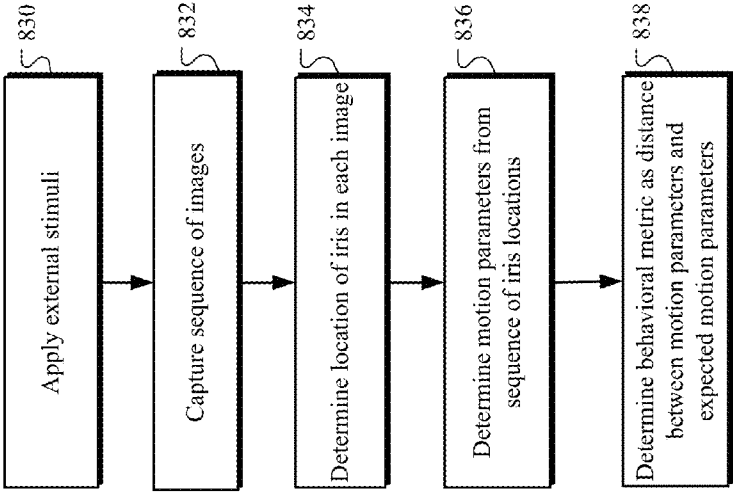 830
Apply external stimuli
832
Capture sequence of images
834
Determine location of iris in each image
836
Determine motion parameters from
sequence of iris locations
838
Determine behavioral metric as distance
between motion parameters and
expected motion parameters